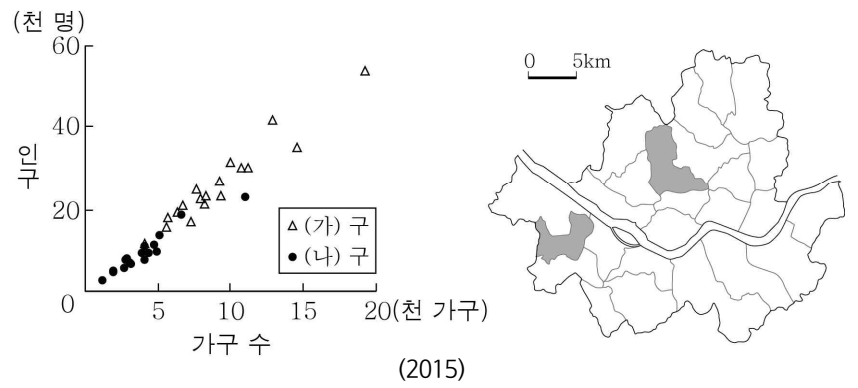 (천 명)
60
40
20
0
인구
△ (가) 구
● (나) 구
5
10
15
20(천 가구)
가구 수
0 5km
(2015)